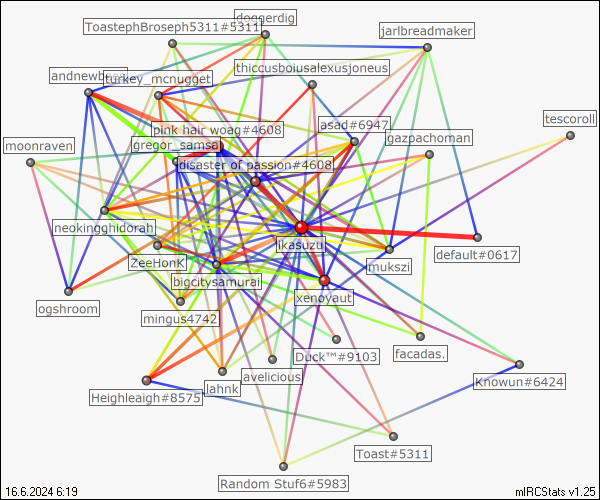 doggerdig
ToastephBroseph5311#5311
jarlbreadmaker
thiccusboiusalexusjoneus
turkey_mcnugget
tescoroll
asad#6947
pink hair woag#4608
gazpachoman
gregor_samsa
moonraven
disaster of passion#4608
neokingghidorah
ikasuzu
default#0617
ZeeHonK
mukszi
bigcitysamurai
xenoyaut
ogshroom
mingus4742
Duck™#9103
facadas.
avelicious
Knowun#6424
lahnk
Heighleaigh#8575
Toast#5311
Random Stuf6#5983
16.6.2024 6:19
mIRCStats v1.25